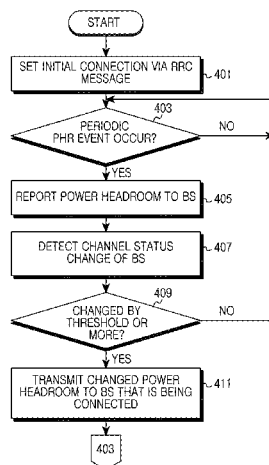 START
SET INITIAL CONNECTION VIA RRC
MESSAGE
401
403
PERIODIC
PHR EVENT OCCUR?
NO
YES
REPORT POWER HEADROOM TO BS
405
DETECT CHANNEL STATUS
CHANGE OF BS
407
409
CHANGED BY
THRESHOLD OR
MORE?
NO
YES
TRANSMIT CHANGED POWER
HEADROOM TO BS THAT IS BEING
CONNECTED
411
403